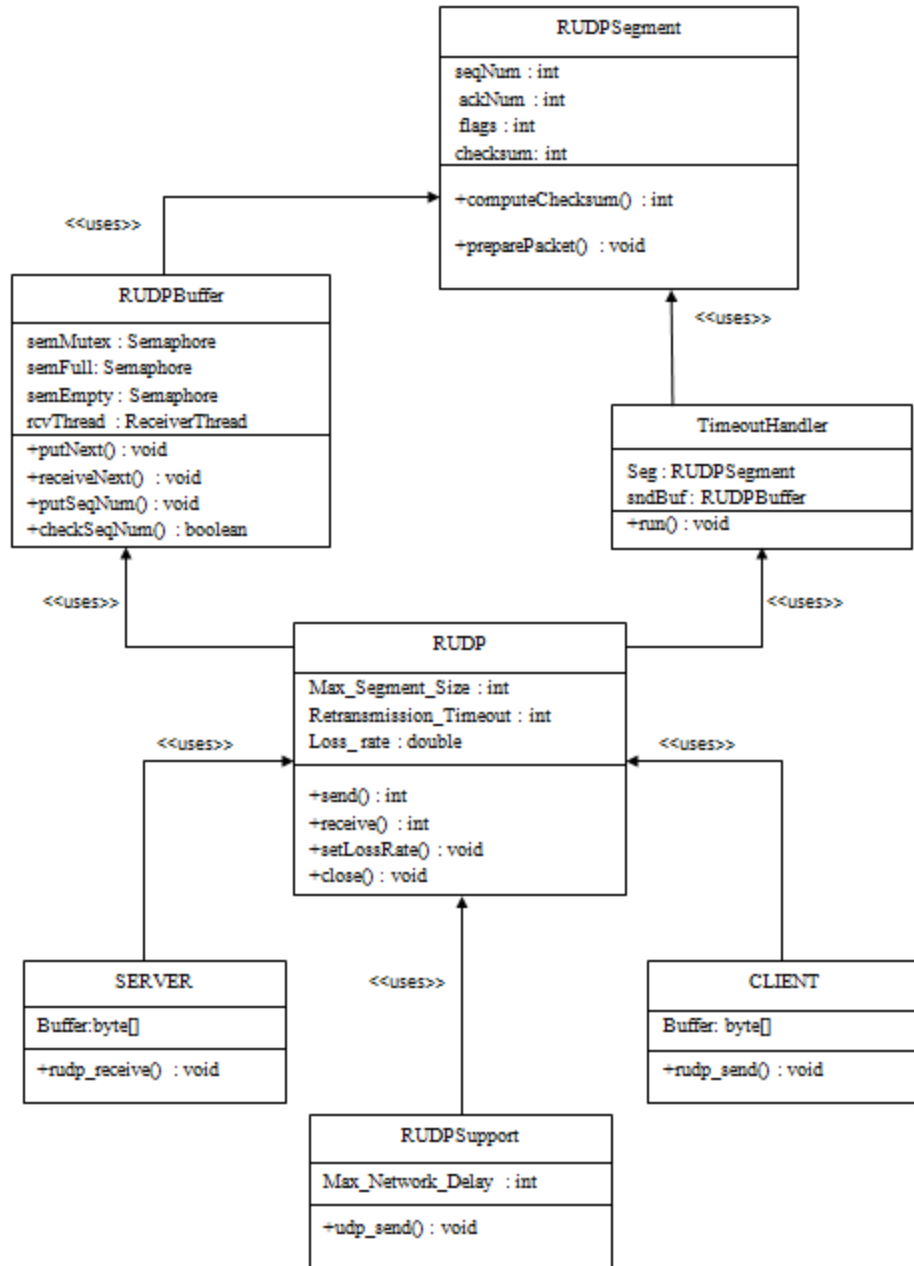 RUDPSegment
seqNum : int
ackNum : int
flags : int
checksum: int
+computeChecksum() : int
+preparePacket() : void
<<uses>>
RUDPBuffer
semMutex : Semaphore
semFull: Semaphore
semEmpty : Semaphore
rcvThread : ReceiverThread
+putNext() : void
+receiveNext() : void
+putSeqNum() : void
+checkSeqNum() : boolean
<<uses>>
TimeoutHandler
Seg : RUDPSegment
sndBuf : RUDPBuffer
+run() : void
<<uses>>
<<uses>>
RUDP
Max_Segment_Size : int
Retransmission_Timeout : int
Loss_ rate : double
+send() : int
+receive() : int
+setLossRate() : void
+close() : void
<<uses>>
<<uses>>
SERVER
Buffer:byte[]
+rudp_receive() : void
<<uses>>
CLIENT
Buffer: byte[]
+rudp_send() : void
RUDPSupport
Max_Network_Delay : int
+udp_send() : void